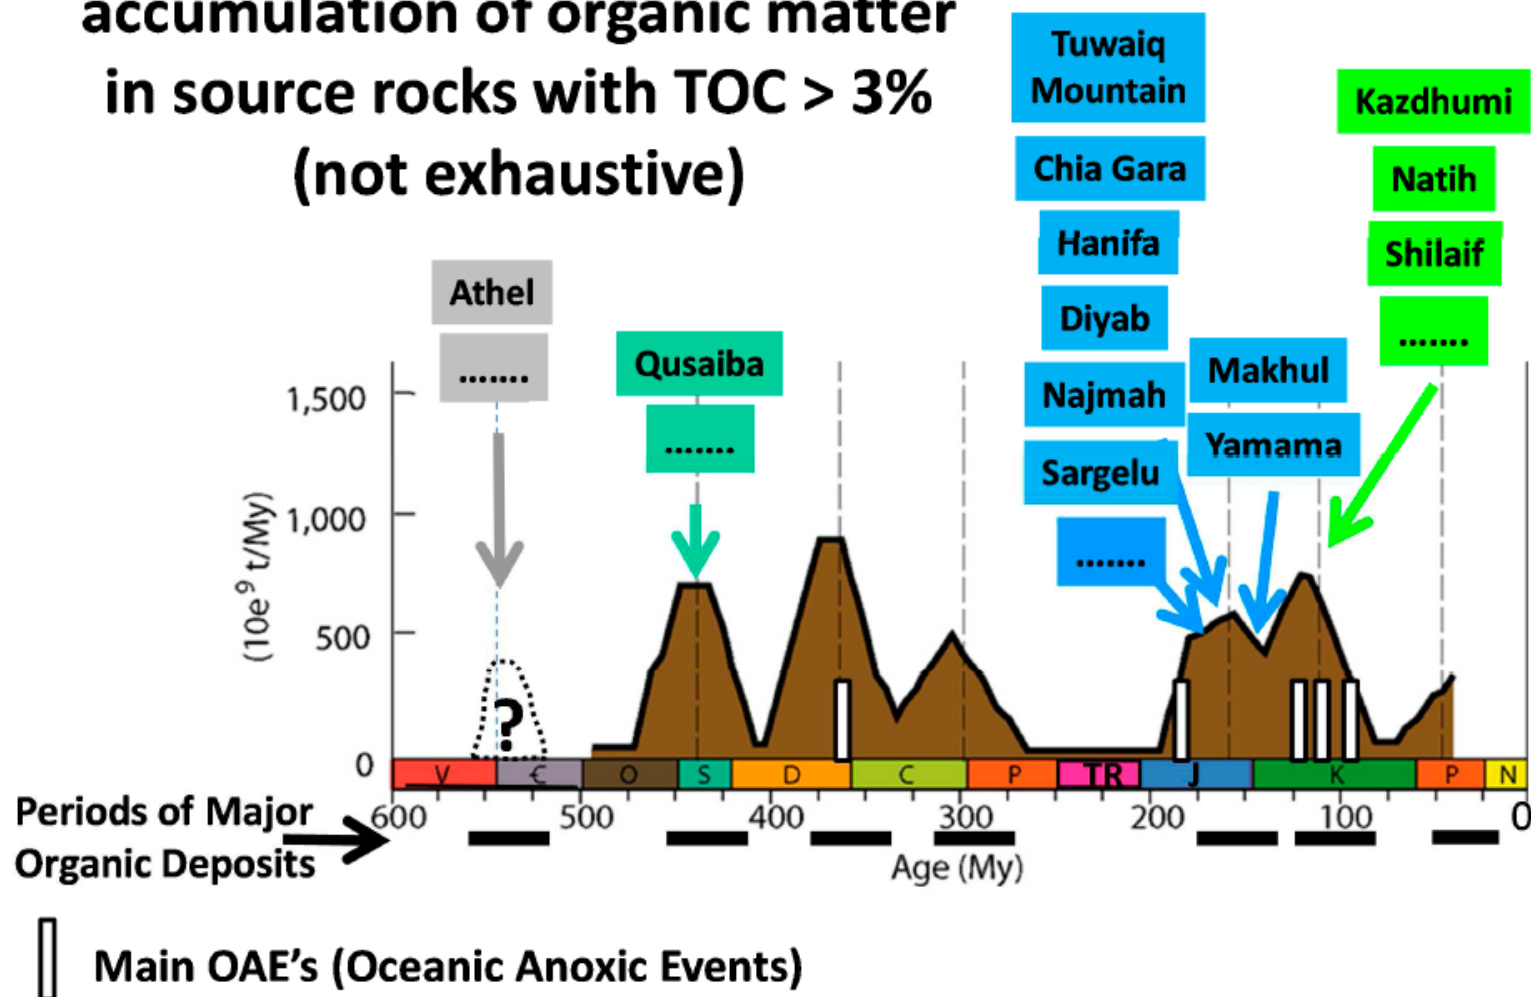 accumulation of organic matter
in source rocks with TOC > 3%
(not exhaustive)
Tuwaiq
Mountain
Chia Gara
Hanifa
Diyab
Najmah
Sargelu
.......
Makhul
Yamama
Kazdhumi
Natih
Shilaif
.......
Athel
.......
Qusaiba
.......
(10e⁹ t/My)
1,500
1,000
500
0
?
V Є O S D C P TR J K P N
600 500 400 300 200 100 0
Age (My)
Periods of Major
Organic Deposits
Main OAE's (Oceanic Anoxic Events)